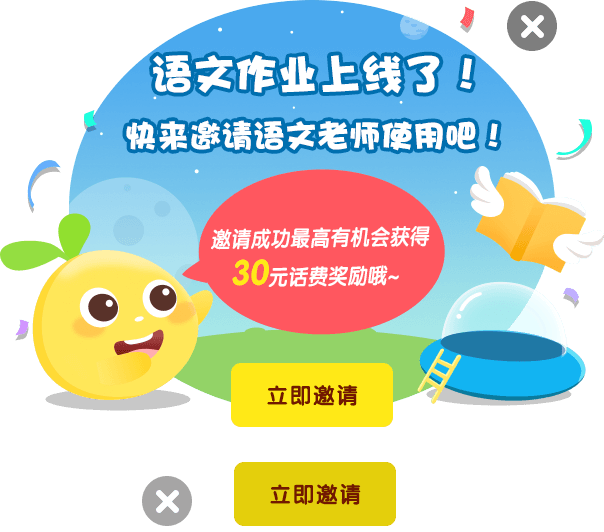 语文作业上线了！
快来邀请语文老师使用吧！
邀请成功最高有机会获得
30元话费奖励哦~
立即邀请
立即邀请